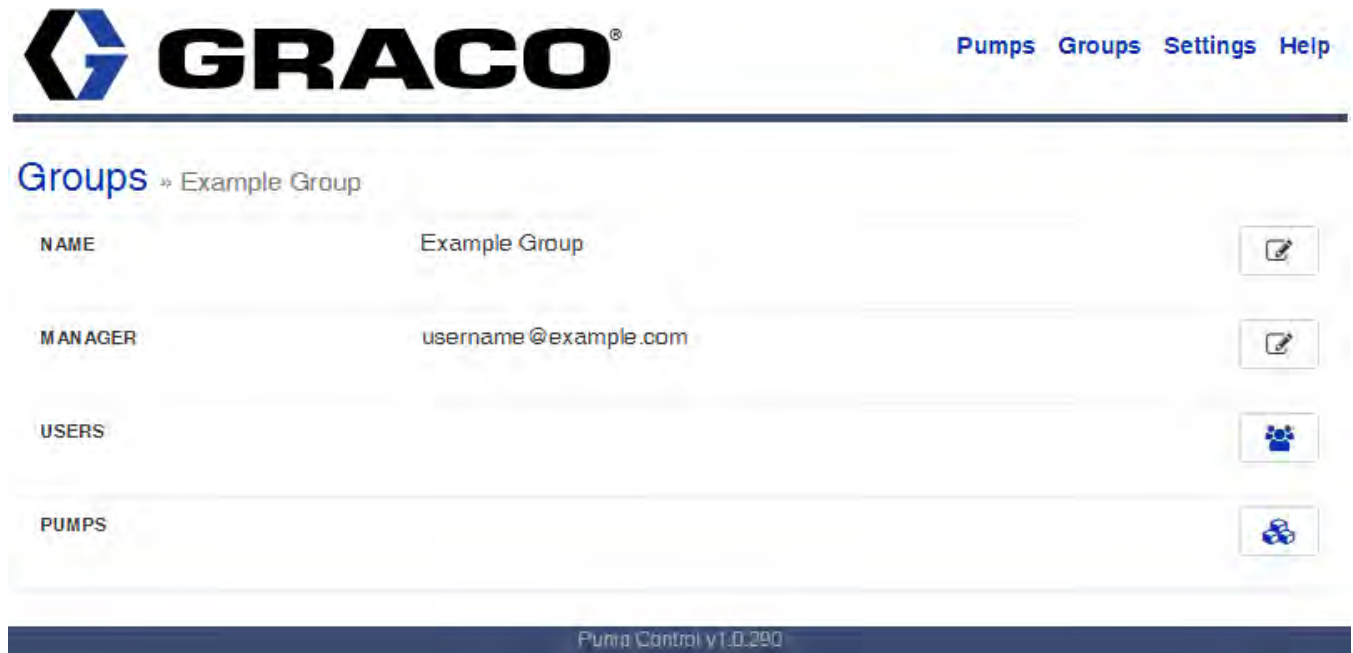 GRACO®
Pumps Groups Settings Help
Groups » Example Group
NAME Example Group
MANAGER username@example.com
USERS
PUMPS
Pump Control v1.0.290